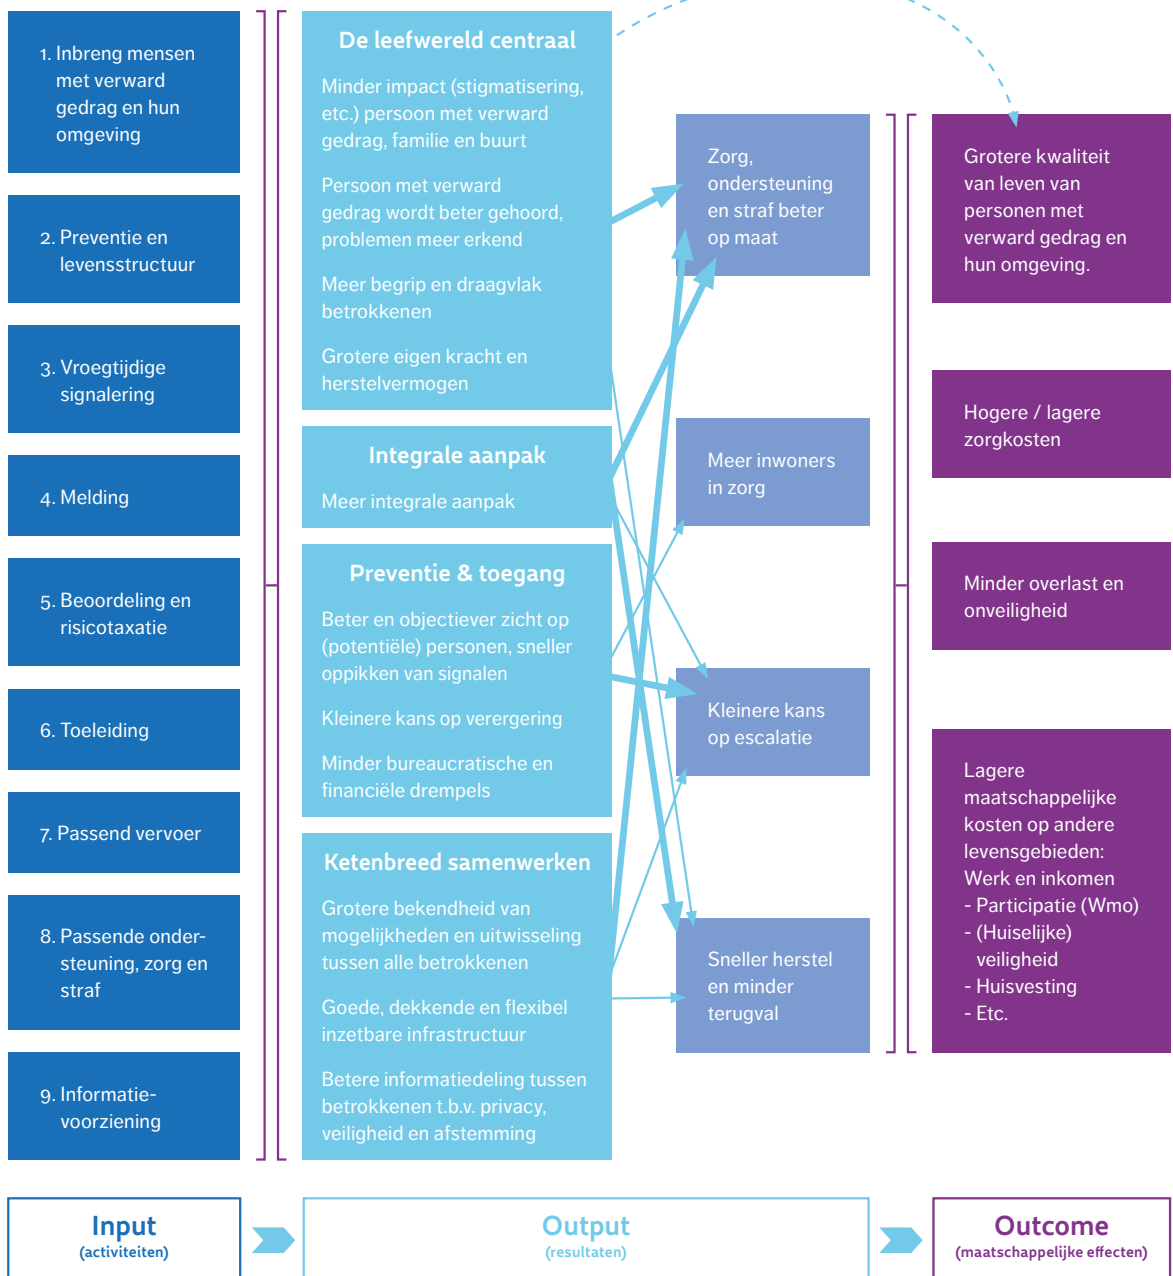 1. Inbreng mensen
met verward
gedrag en hun
omgeving
2. Preventie en
levensstructuur
3. Vroegtijdige
signalering
4. Melding
5. Beoordeling en
risicotaxatie
6. Toeleiding
7. Passend vervoer
8. Passende onder-
steuning, zorg en
straf
9. Informatie-
voorziening
De leefwereld centraal
Minder impact (stigmatisering,
etc.) persoon met verward
gedrag, familie en buurt
Persoon met verward
gedrag wordt beter gehoord,
problemen meer erkend
Meer begrip en draagvlak
betrokkenen
Grotere eigen kracht en
herstelvermogen
Integrale aanpak
Meer integrale aanpak
Preventie & toegang
Beter en objectiever zicht op
(potentiële) personen, sneller
oppikken van signalen
Kleinere kans op verergering
Minder bureaucratische en
financiële drempels
Ketenbreed samenwerken
Grotere bekendheid van
mogelijkheden en uitwisseling
tussen alle betrokkenen
Goede, dekkende en flexibel
inzetbare infrastructuur
Betere informatiedeling tussen
betrokkenen t.b.v. privacy,
veiligheid en afstemming
Zorg,
ondersteuning
en straf beter
op maat
Meer inwoners
in zorg
Kleinere kans
op escalatie
Sneller herstel
en minder
terugval
Grotere kwaliteit
van leven van
personen met
verward gedrag en
hun omgeving.
Hogere / lagere
zorgkosten
Minder overlast en
onveiligheid
Lagere
maatschappelijke
kosten op andere
levensgebieden:
Werk en inkomen
- Participatie (Wmo)
- (Huiselijke)
veiligheid
- Huisvesting
- Etc.
Input
(activiteiten)
Output
(resultaten)
Outcome
(maatschappelijke effecten)